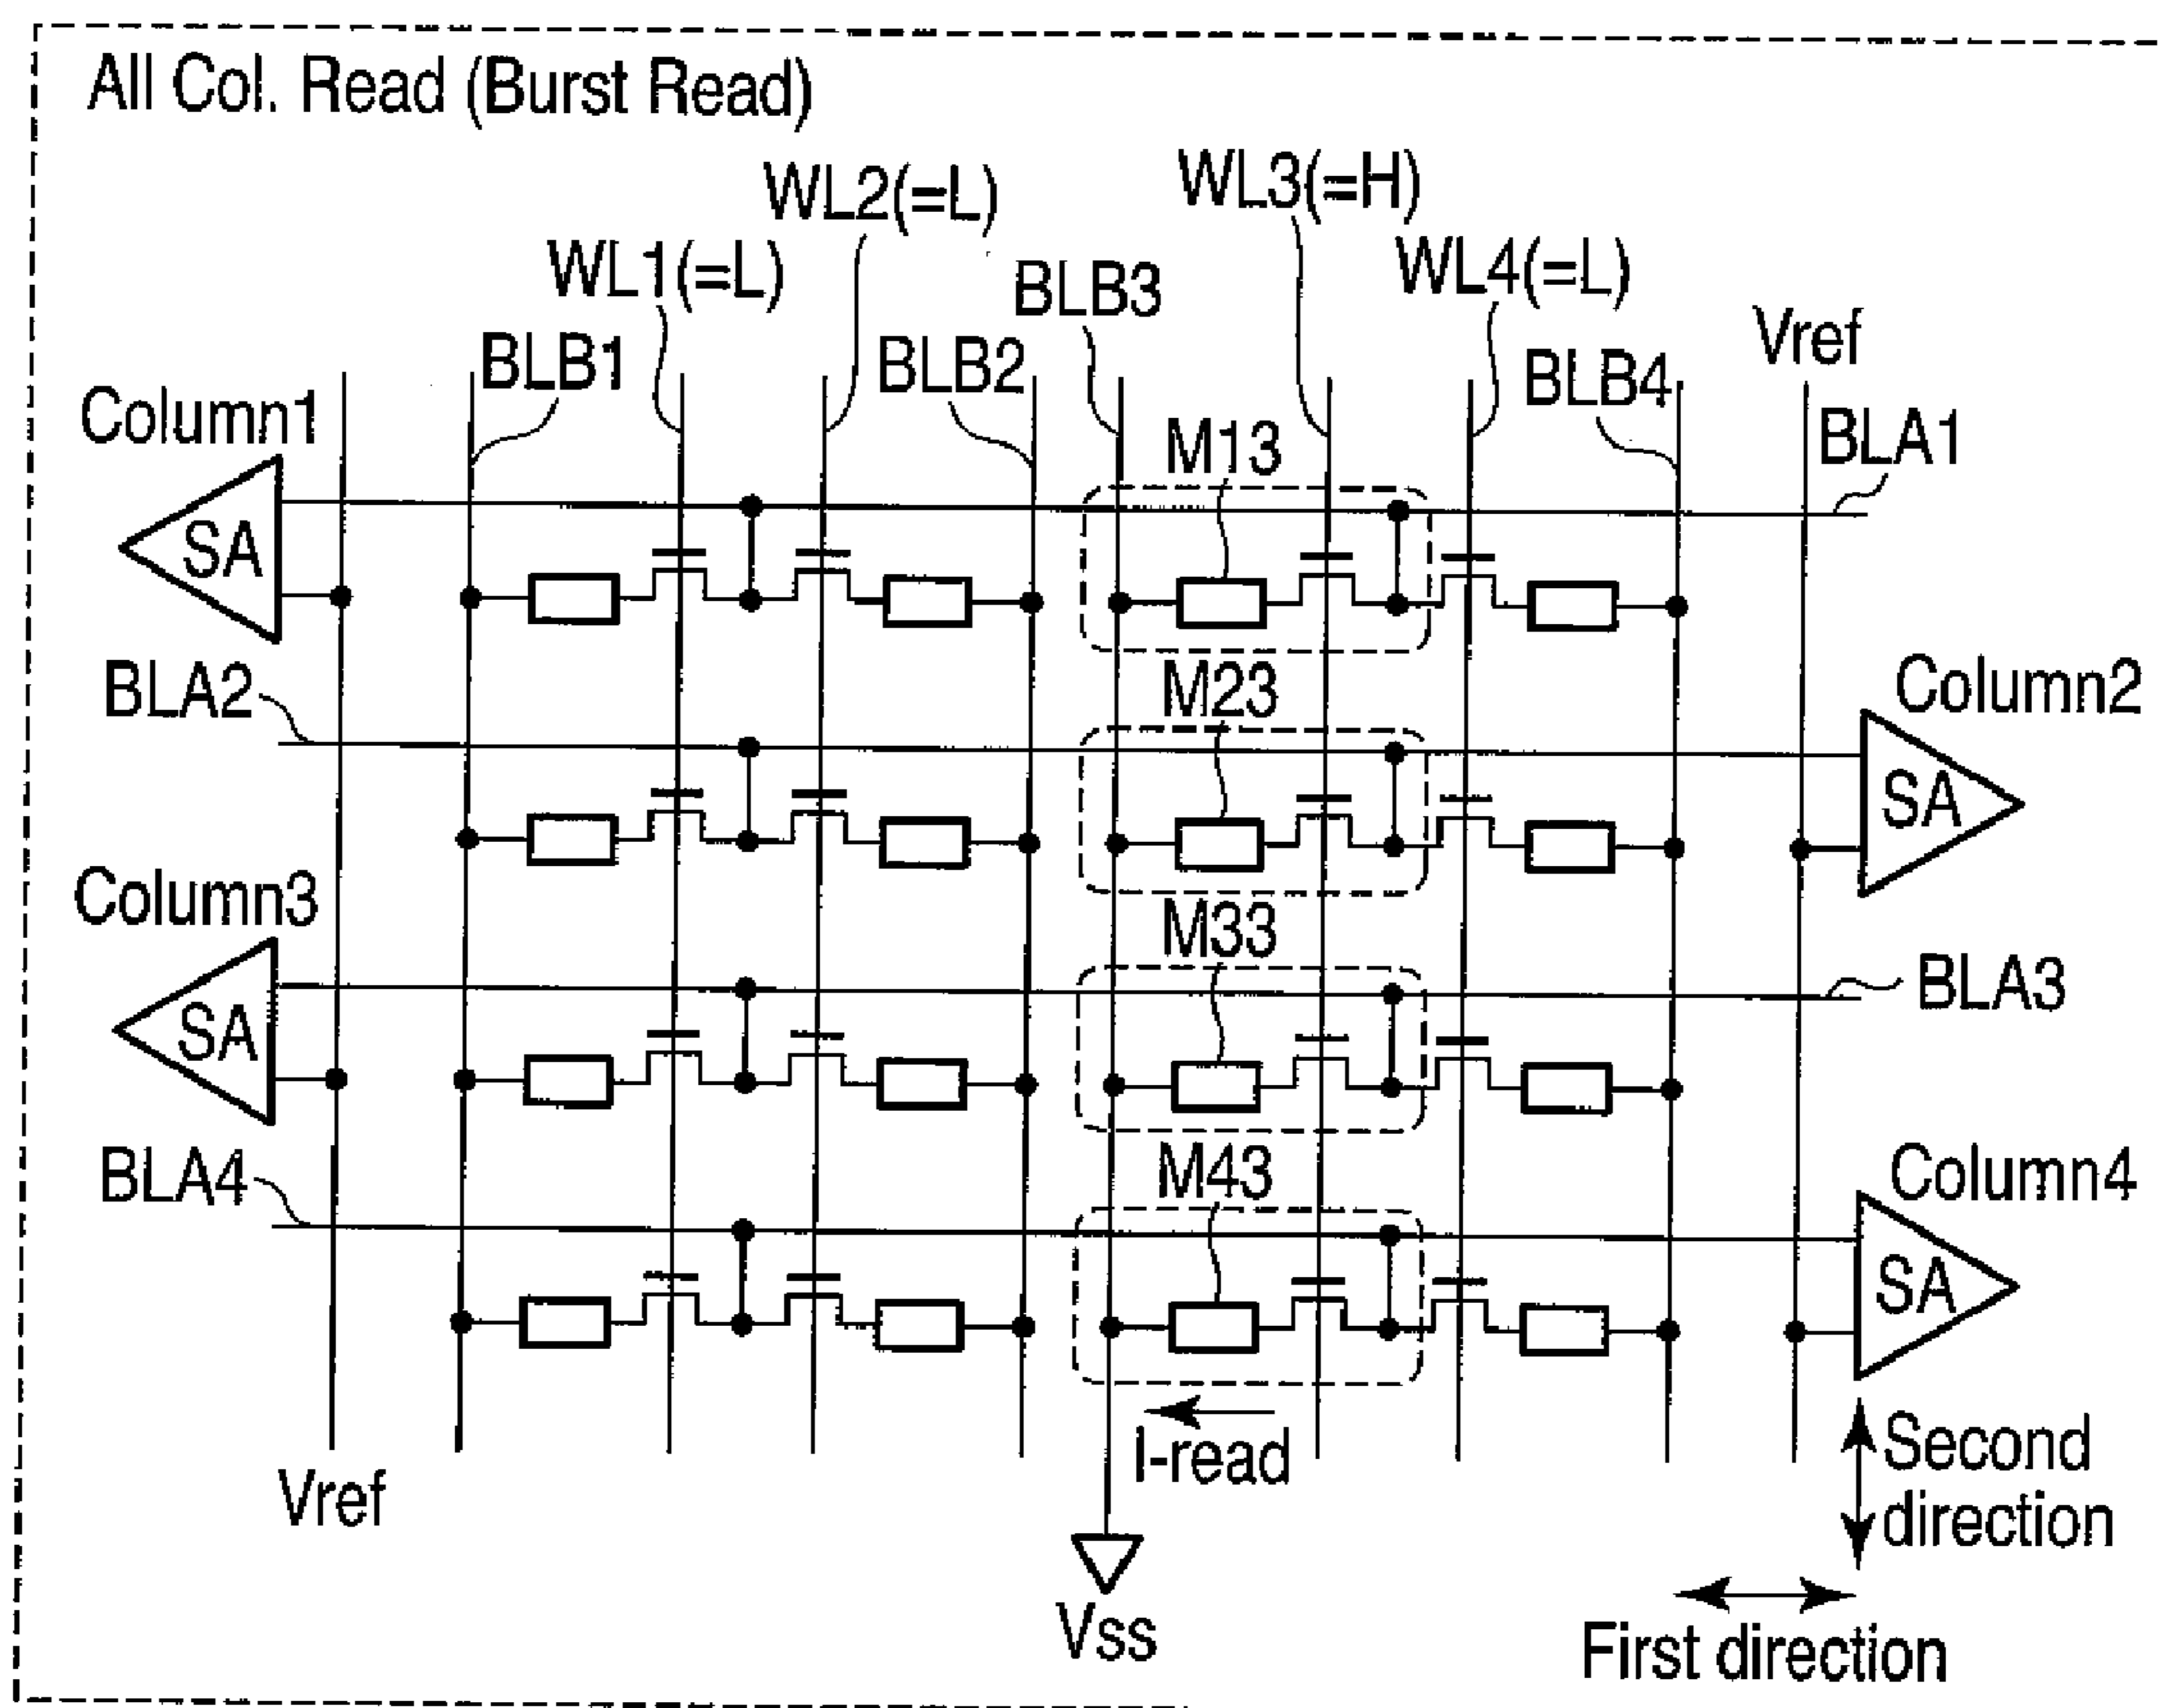 All Col. Read (Burst Read)
WL2(=L)
WL3(=H)
WL1(=L)
BLB3
WL4(=L)
Vref
BLB1
BLB2
BLB4
Column1
M13
BLA1
SA
BLA2
M23
Column2
SA
Column3
M33
BLA3
SA
BLA4
M43
Column4
SA
I-read
Second
direction
Vref
Vss
First direction